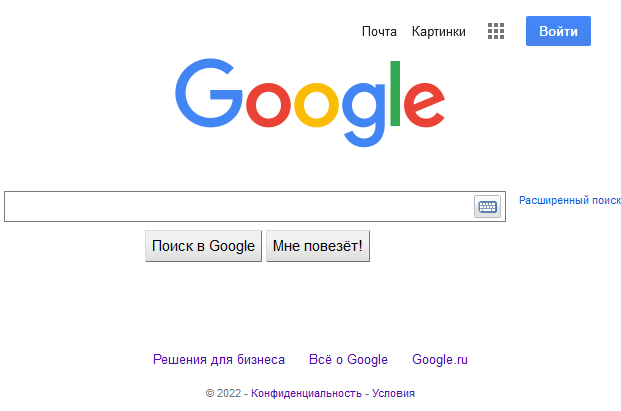 Почта Картинки Войти
Google
Расширенный поиск
Поиск в Google Мне повезёт!
Решения для бизнеса Всё о Google Google.ru
© 2022 - Конфиденциальность - Условия